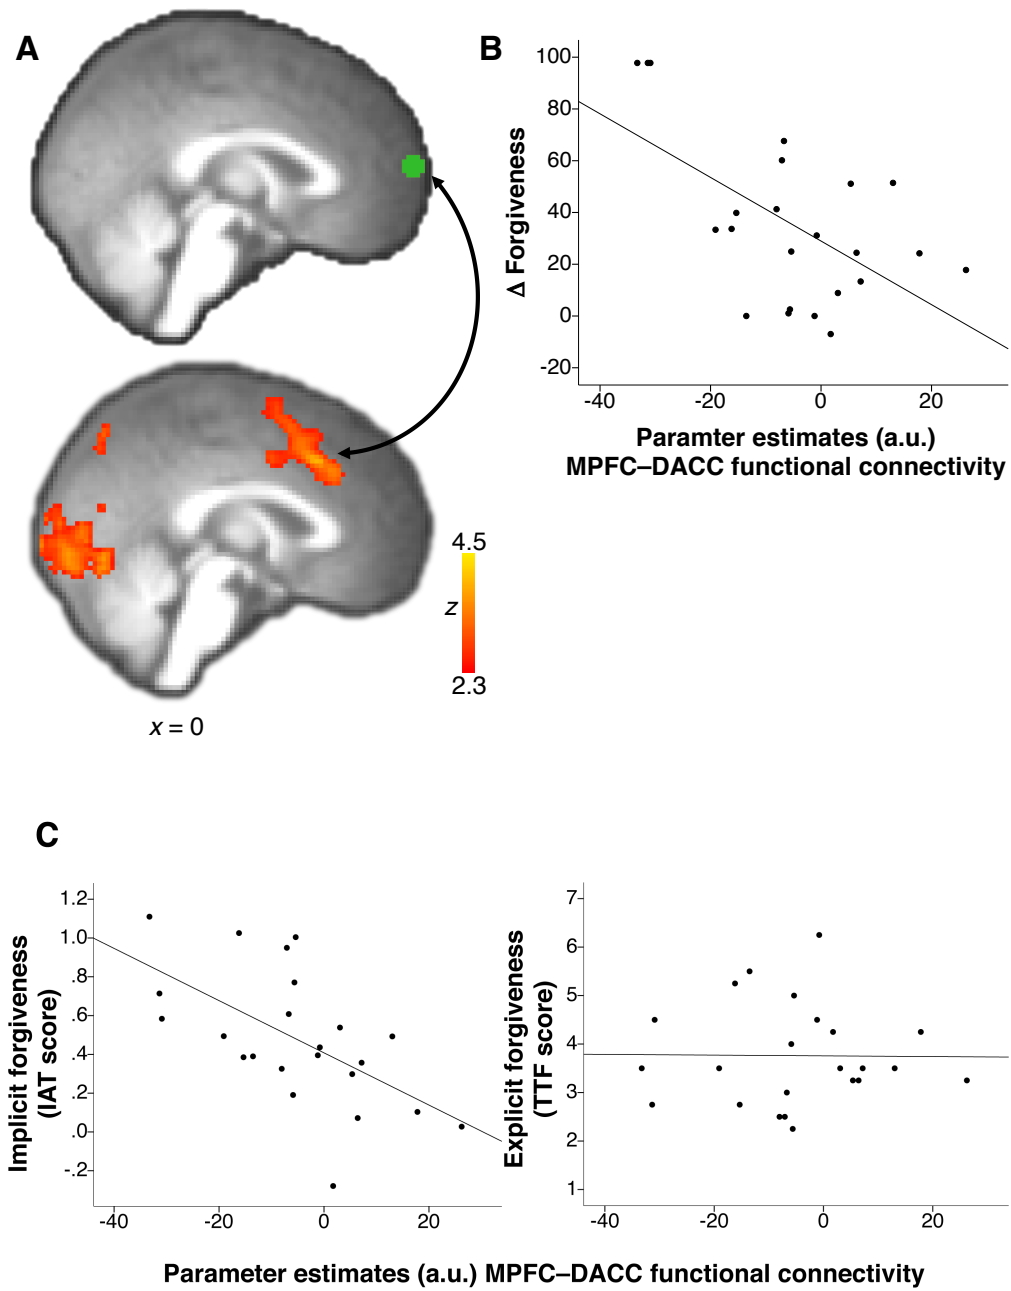 A
B
100
80
60
40
20
0
-20
Δ Forgiveness
-40
-20
0
20
Paramter estimates (a.u.)
MPFC–DACC functional connectivity
4.5
z
2.3
x = 0
C
1.2
1.0
.8
.6
.4
.2
.0
-.2
Implicit forgiveness
(IAT score)
-40
-20
0
20
7
6
5
4
3
2
1
Explicit forgiveness
(TTF score)
-40
-20
0
20
Parameter estimates (a.u.) MPFC–DACC functional connectivity